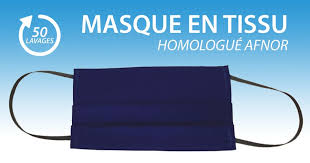 50
LAVAGES
MASQUE EN TISSU
HOMOLOGUÉ AFNOR